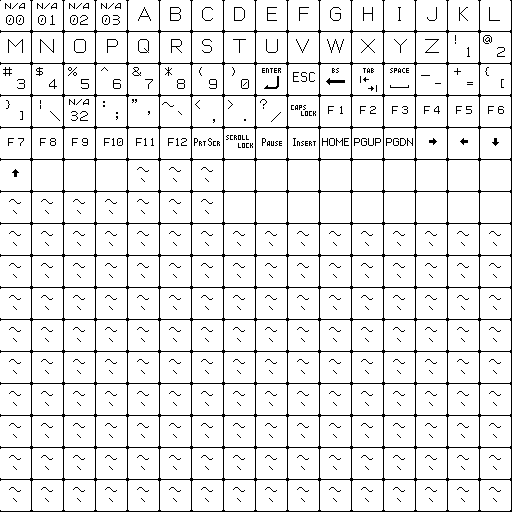 N/A 00 N/A 01 N/A 02 N/A 03 A B C D E F G H I J K L
M N O P Q R S T U V W X Y Z ! 1 @ 2
# 3 $ 4 % 5 ^ 6 & 7 * 8 ( 9 ) 0 ENTER ESC BS TAB SPACE _ - + = { [
} ] ¦ \ N/A 32 : ; " ' ~ ` < , > . ? / CAPS LOCK F1 F2 F3 F4 F5 F6
F7 F8 F9 F10 F11 F12 PrtScr SCROLL LOCK Pause Insert HOME PGUP PGDN → ← ↓
↑ ~ ` ~ ` ~ `
~ ` ~ ` ~ ` ~ ` ~ ` ~ ` ~ `
~ ` ~ ` ~ ` ~ ` ~ ` ~ ` ~ ` ~ ` ~ ` ~ ` ~ ` ~ ` ~ ` ~ ` ~ ` ~ `
~ ` ~ ` ~ ` ~ ` ~ ` ~ ` ~ ` ~ ` ~ ` ~ ` ~ ` ~ ` ~ ` ~ ` ~ ` ~ `
~ ` ~ ` ~ ` ~ ` ~ ` ~ ` ~ ` ~ ` ~ ` ~ ` ~ ` ~ ` ~ ` ~ ` ~ ` ~ `
~ ` ~ ` ~ ` ~ ` ~ ` ~ ` ~ ` ~ ` ~ ` ~ ` ~ ` ~ ` ~ ` ~ ` ~ ` ~ `
~ ` ~ ` ~ ` ~ ` ~ ` ~ ` ~ ` ~ ` ~ ` ~ ` ~ ` ~ ` ~ ` ~ ` ~ ` ~ `
~ ` ~ ` ~ ` ~ ` ~ ` ~ ` ~ ` ~ ` ~ ` ~ ` ~ ` ~ ` ~ ` ~ ` ~ ` ~ `
~ ` ~ ` ~ ` ~ ` ~ ` ~ ` ~ ` ~ ` ~ ` ~ ` ~ ` ~ ` ~ ` ~ ` ~ ` ~ `
~ ` ~ ` ~ ` ~ ` ~ ` ~ ` ~ ` ~ ` ~ ` ~ ` ~ ` ~ ` ~ ` ~ ` ~ ` ~ `
~ ` ~ ` ~ ` ~ ` ~ ` ~ ` ~ ` ~ ` ~ ` ~ ` ~ ` ~ ` ~ ` ~ ` ~ ` ~ `